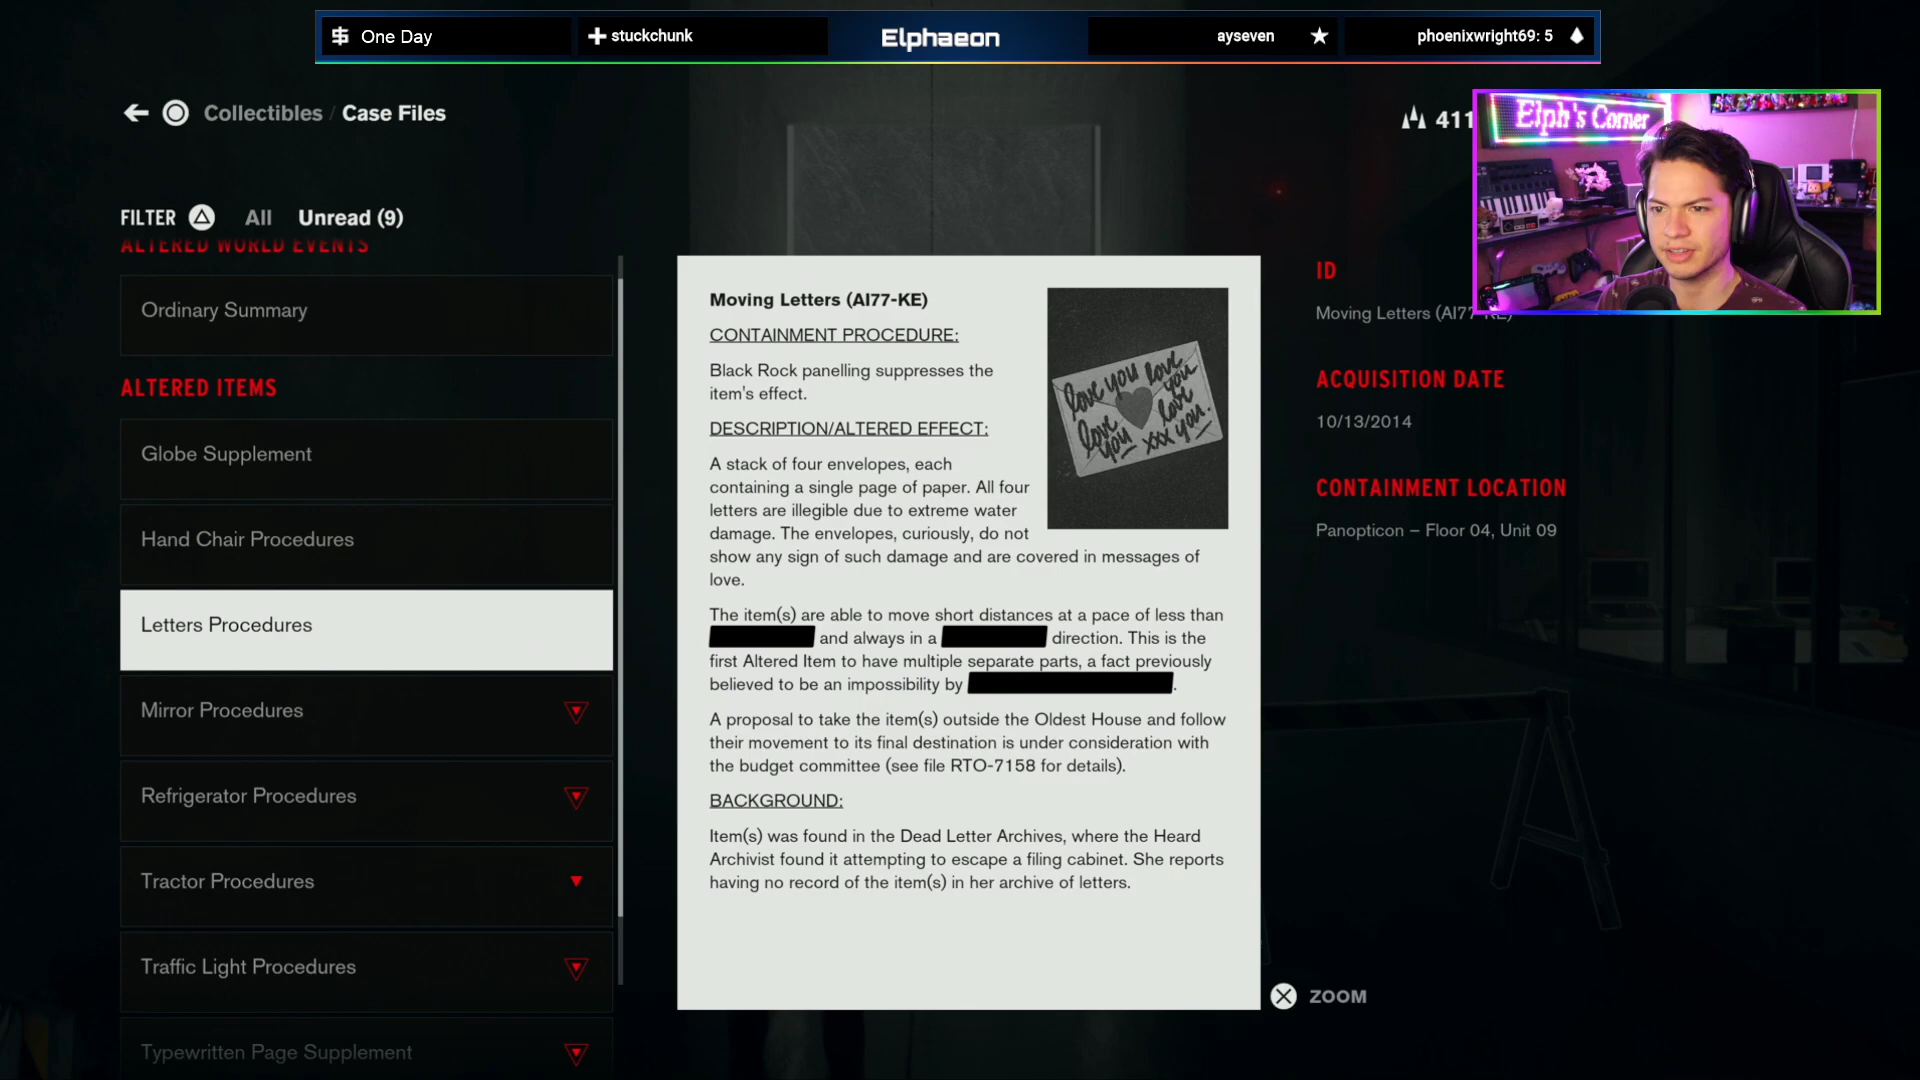 One Day
stuckchunk
Elphaeon
ayseven
phoenixwright69: 5
Collectibles / Case Files
411
Elph's Corner
FILTER All Unread (9)
ALTERED WORLD EVENTS
Ordinary Summary
ALTERED ITEMS
Globe Supplement
Hand Chair Procedures
Letters Procedures
Mirror Procedures
Refrigerator Procedures
Tractor Procedures
Traffic Light Procedures
Typewritten Page Supplement
Moving Letters (AI77-KE)
CONTAINMENT PROCEDURE:
Black Rock panelling suppresses the
item's effect.
DESCRIPTION/ALTERED EFFECT:
A stack of four envelopes, each
containing a single page of paper. All four
letters are illegible due to extreme water
damage. The envelopes, curiously, do not
show any sign of such damage and are covered in messages of
love.
The item(s) are able to move short distances at a pace of less than
and always in a direction. This is the
first Altered Item to have multiple separate parts, a fact previously
believed to be an impossibility by .
A proposal to take the item(s) outside the Oldest House and follow
their movement to its final destination is under consideration with
the budget committee (see file RTO-7158 for details).
BACKGROUND:
Item(s) was found in the Dead Letter Archives, where the Heard
Archivist found it attempting to escape a filing cabinet. She reports
having no record of the item(s) in her archive of letters.
love you love
you
love love
you xxx you.
ID
Moving Letters (AI77-KE)
ACQUISITION DATE
10/13/2014
CONTAINMENT LOCATION
Panopticon – Floor 04, Unit 09
ZOOM